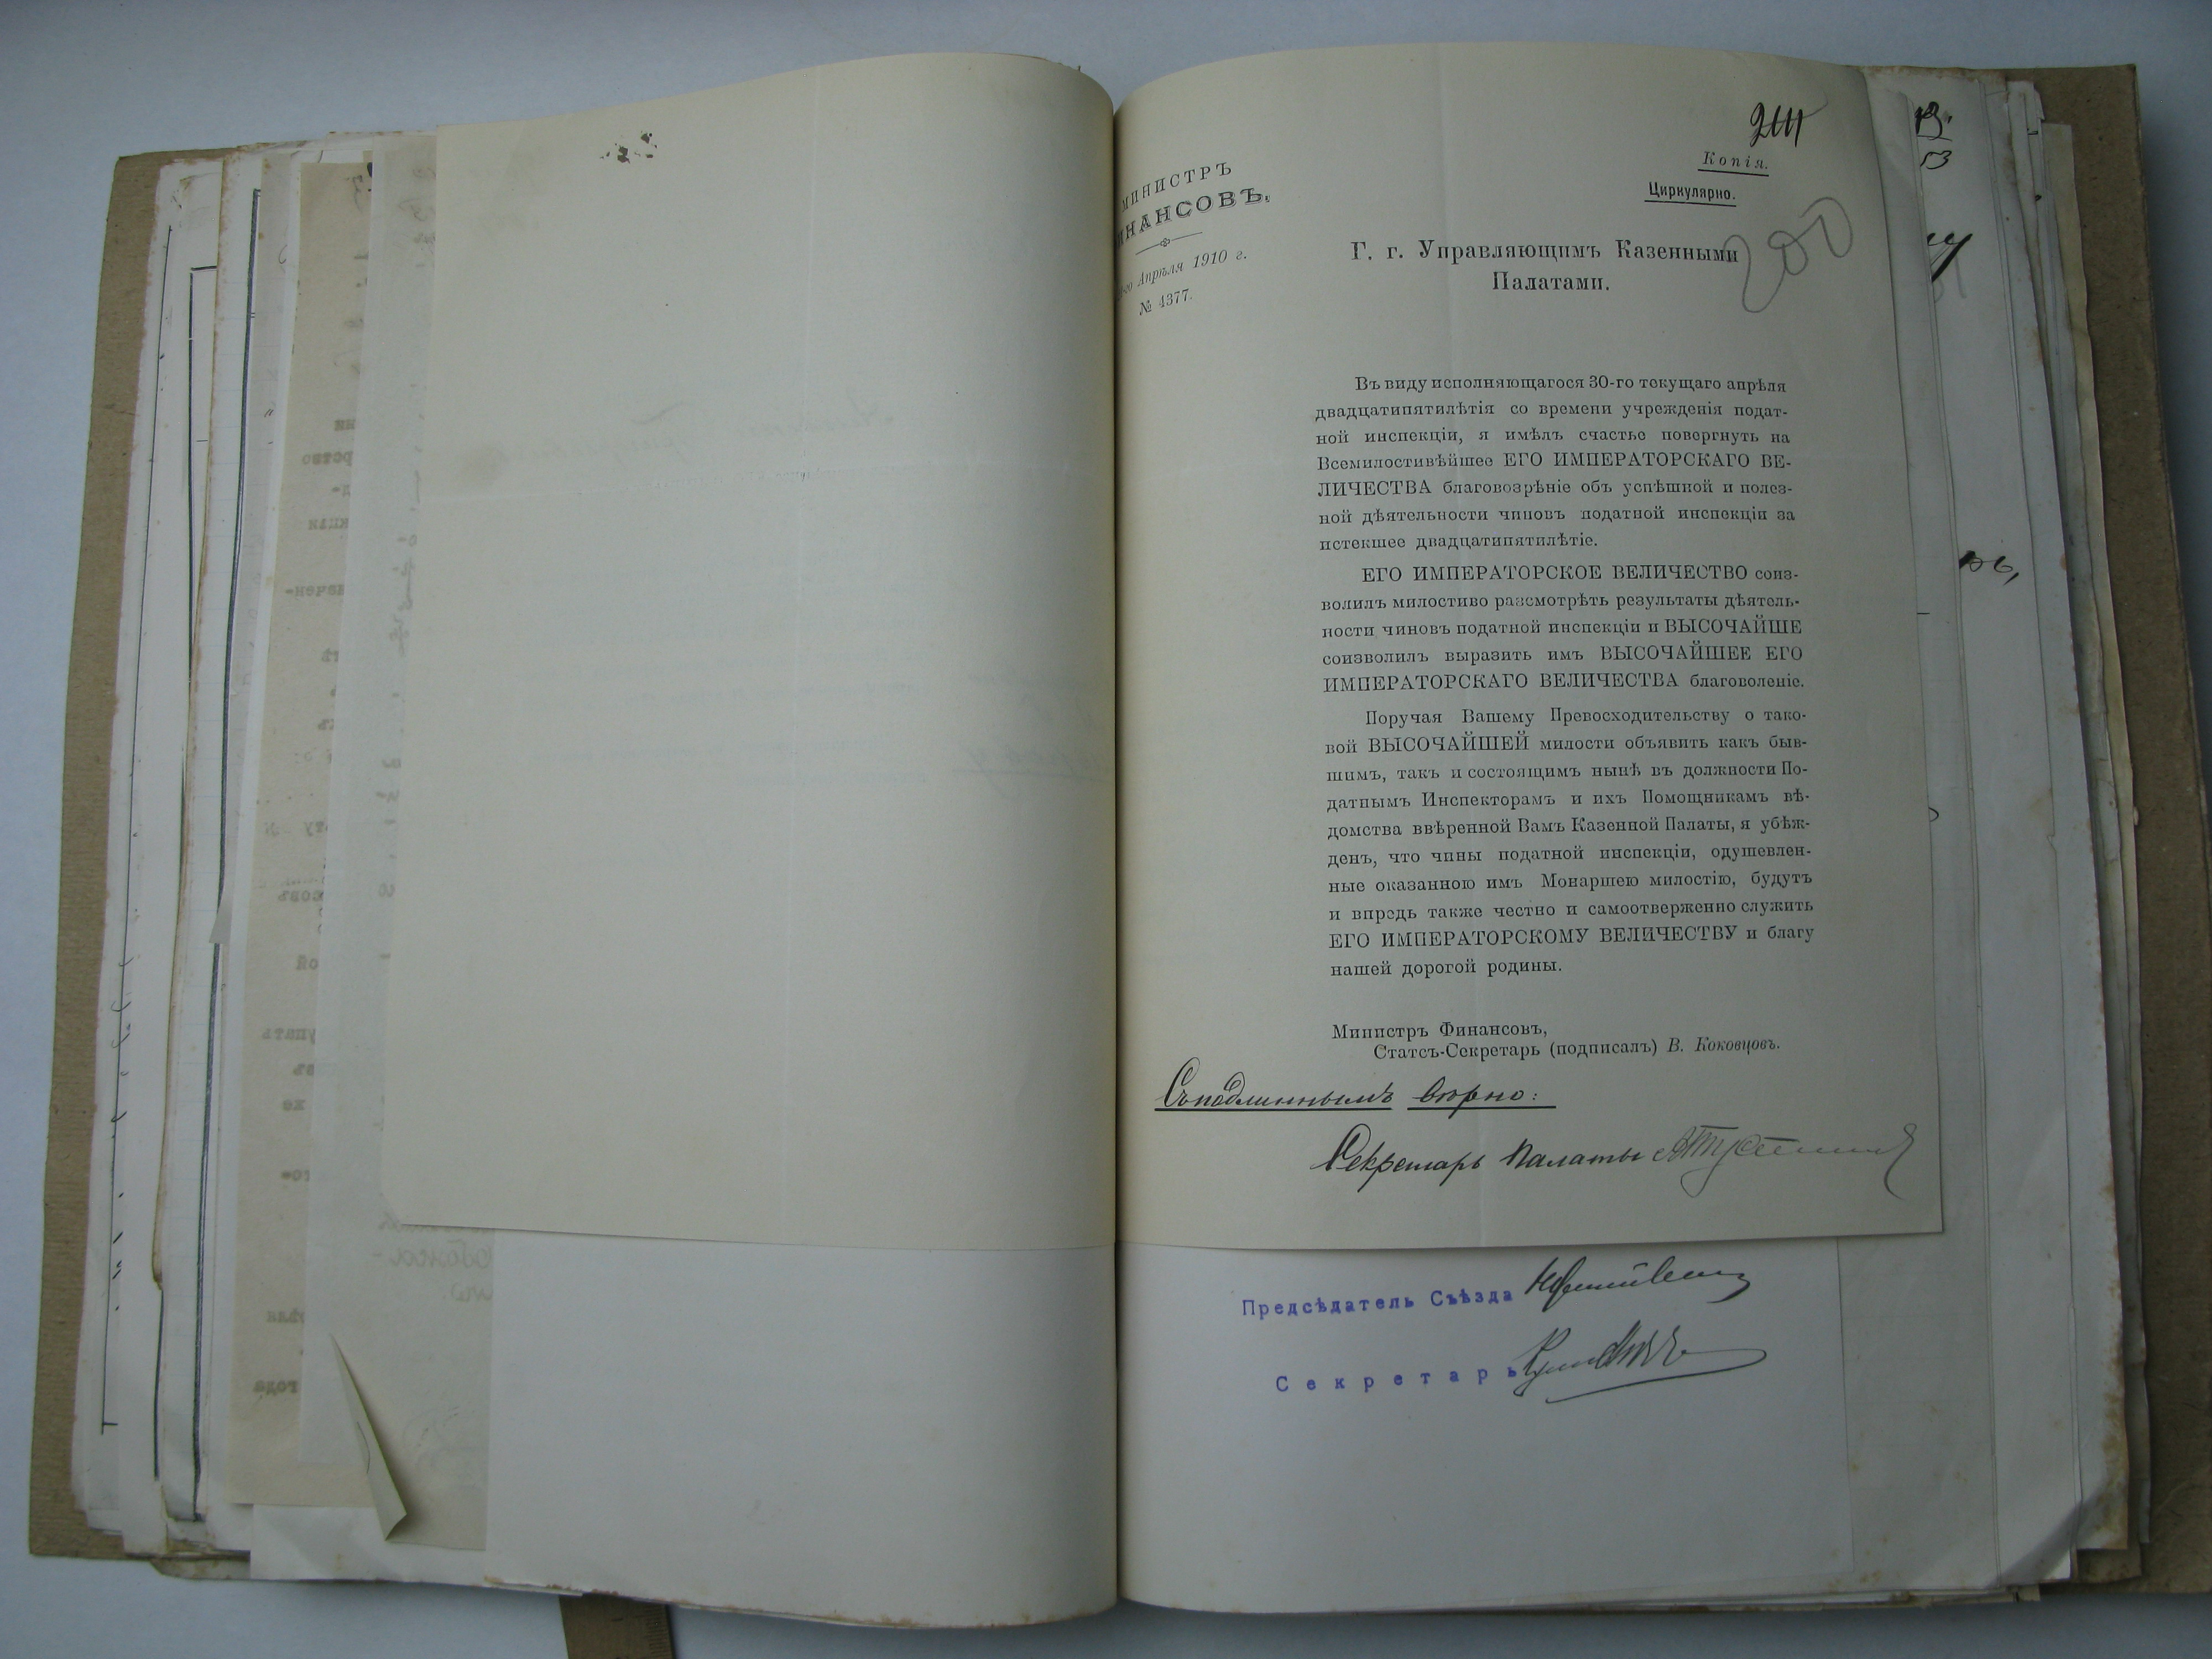 МИНИСТРЪ
ФИНАНСОВЪ.
Апрѣля 1910 г.
№ 4377.
Копія.
Циркулярно.
200
Г. г. Управляющимъ Казенными
Палатами.
Въ виду исполняющагося 30-го текущаго апрѣля
двадцатипятилѣтія со времени учрежденія подат-
ной инспекціи, я имѣлъ счастье повергнуть на
Всемилостивѣйшее ЕГО ИМПЕРАТОРСКАГО ВЕ-
ЛИЧЕСТВА благовозрѣніе объ успѣшной и полез-
ной дѣятельности чиновъ податной инспекціи за
истекшее двадцатипятилѣтіе.
ЕГО ИМПЕРАТОРСКОЕ ВЕЛИЧЕСТВО соиз-
волилъ милостиво разсмотрѣть результаты дѣятель-
ности чиновъ податной инспекціи и ВЫСОЧАЙШЕ
соизволилъ выразить имъ ВЫСОЧАЙШЕЕ ЕГО
ИМПЕРАТОРСКАГО ВЕЛИЧЕСТВА благоволеніе.
Поручая Вашему Превосходительству о тако-
вой ВЫСОЧАЙШЕЙ милости объявить какъ быв-
шимъ, такъ и состоящимъ нынѣ въ должности По-
датнымъ Инспекторамъ и ихъ Помощникамъ вѣ-
домства ввѣренной Вамъ Казенной Палаты, я убѣж-
денъ, что чины податной инспекціи, одушевлен-
ные оказанною имъ Монаршею милостію, будутъ
и впредь также честно и самоотверженно служить
ЕГО ИМПЕРАТОРСКОМУ ВЕЛИЧЕСТВУ и благу
нашей дорогой родины.
Министръ Финансовъ,
Статсъ-Секретарь (подписалъ) В. Коковцовъ.
Съ подлиннымъ вѣрно:
Секретарь Палаты
Предсѣдатель Съѣзда
Секретарь